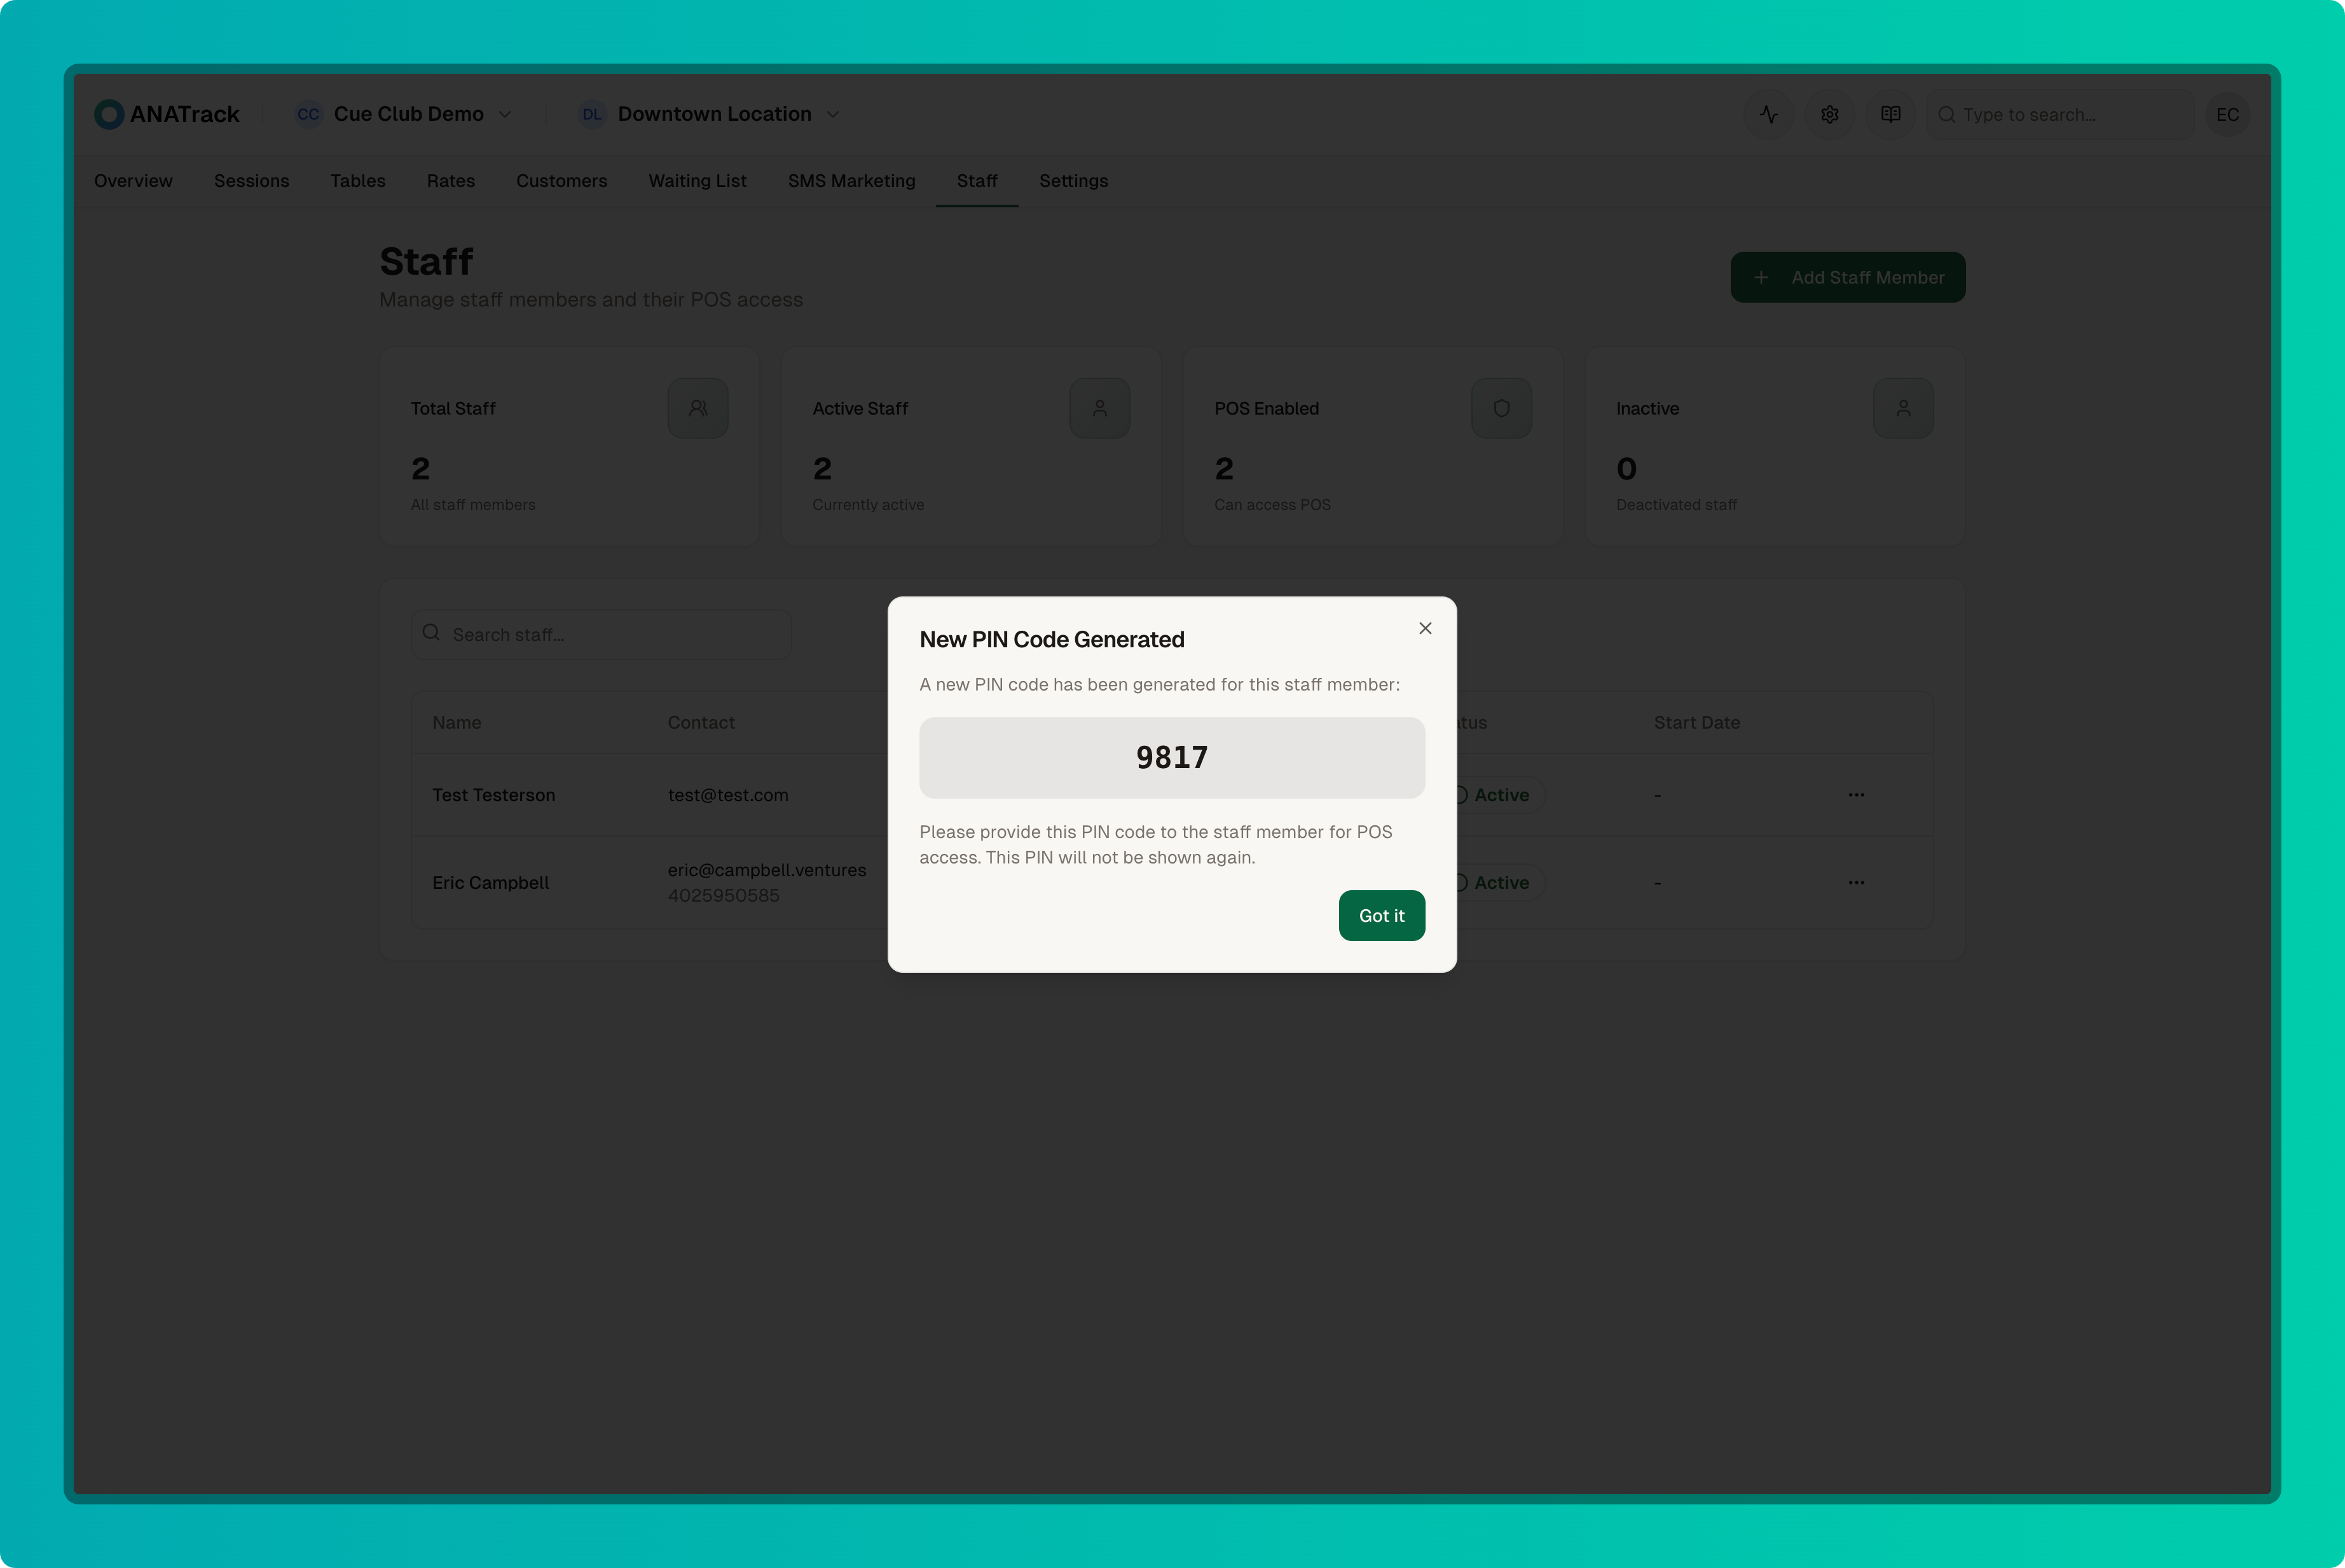 ANATrack CC Cue Club Demo DL Downtown Location Type to search... EC
Overview Sessions Tables Rates Customers Waiting List SMS Marketing Staff Settings
Staff
Manage staff members and their POS access
Add Staff Member
Total Staff
2
All staff members
Active Staff
2
Currently active
POS Enabled
2
Can access POS
Inactive
0
Deactivated staff
Search staff...
Name Contact tus Start Date
Test Testerson test@test.com Active -
Eric Campbell eric@campbell.ventures Active -
4025950585
New PIN Code Generated
A new PIN code has been generated for this staff member:
9817
Please provide this PIN code to the staff member for POS
access. This PIN will not be shown again.
Got it